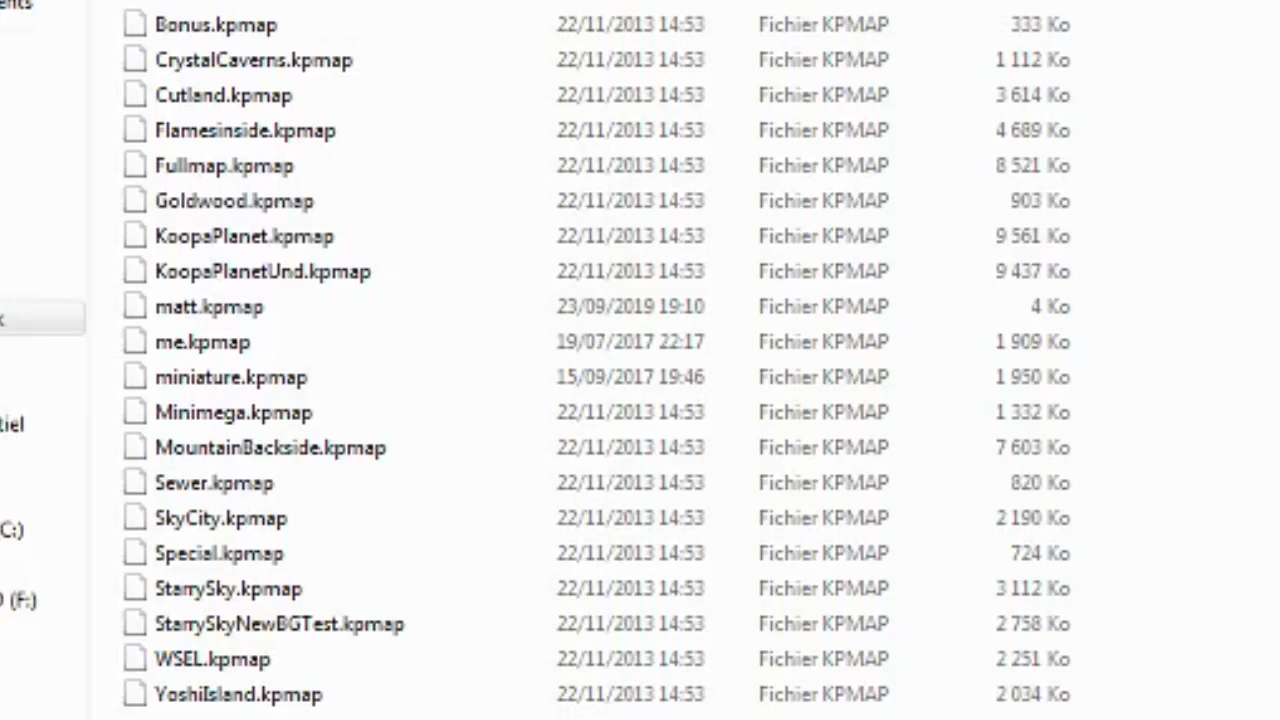 ents
Bonus.kpmap 22/11/2013 14:53 Fichier KPMAP 333 Ko
CrystalCaverns.kpmap 22/11/2013 14:53 Fichier KPMAP 1 112 Ko
Cutland.kpmap 22/11/2013 14:53 Fichier KPMAP 3 614 Ko
Flamesinside.kpmap 22/11/2013 14:53 Fichier KPMAP 4 689 Ko
Fullmap.kpmap 22/11/2013 14:53 Fichier KPMAP 8 521 Ko
Goldwood.kpmap 22/11/2013 14:53 Fichier KPMAP 903 Ko
KoopaPlanet.kpmap 22/11/2013 14:53 Fichier KPMAP 9 561 Ko
KoopaPlanetUnd.kpmap 22/11/2013 14:53 Fichier KPMAP 9 437 Ko
matt.kpmap 23/09/2019 19:10 Fichier KPMAP 4 Ko
me.kpmap 19/07/2017 22:17 Fichier KPMAP 1 909 Ko
miniature.kpmap 15/09/2017 19:46 Fichier KPMAP 1 950 Ko
Minimega.kpmap 22/11/2013 14:53 Fichier KPMAP 1 332 Ko
tiel
MountainBackside.kpmap 22/11/2013 14:53 Fichier KPMAP 7 603 Ko
Sewer.kpmap 22/11/2013 14:53 Fichier KPMAP 820 Ko
SkyCity.kpmap 22/11/2013 14:53 Fichier KPMAP 2 190 Ko
C:)
Special.kpmap 22/11/2013 14:53 Fichier KPMAP 724 Ko
StarrySky.kpmap 22/11/2013 14:53 Fichier KPMAP 3 112 Ko
(F:)
StarrySkyNewBGTest.kpmap 22/11/2013 14:53 Fichier KPMAP 2 758 Ko
WSEL.kpmap 22/11/2013 14:53 Fichier KPMAP 2 251 Ko
YoshiIsland.kpmap 22/11/2013 14:53 Fichier KPMAP 2 034 Ko